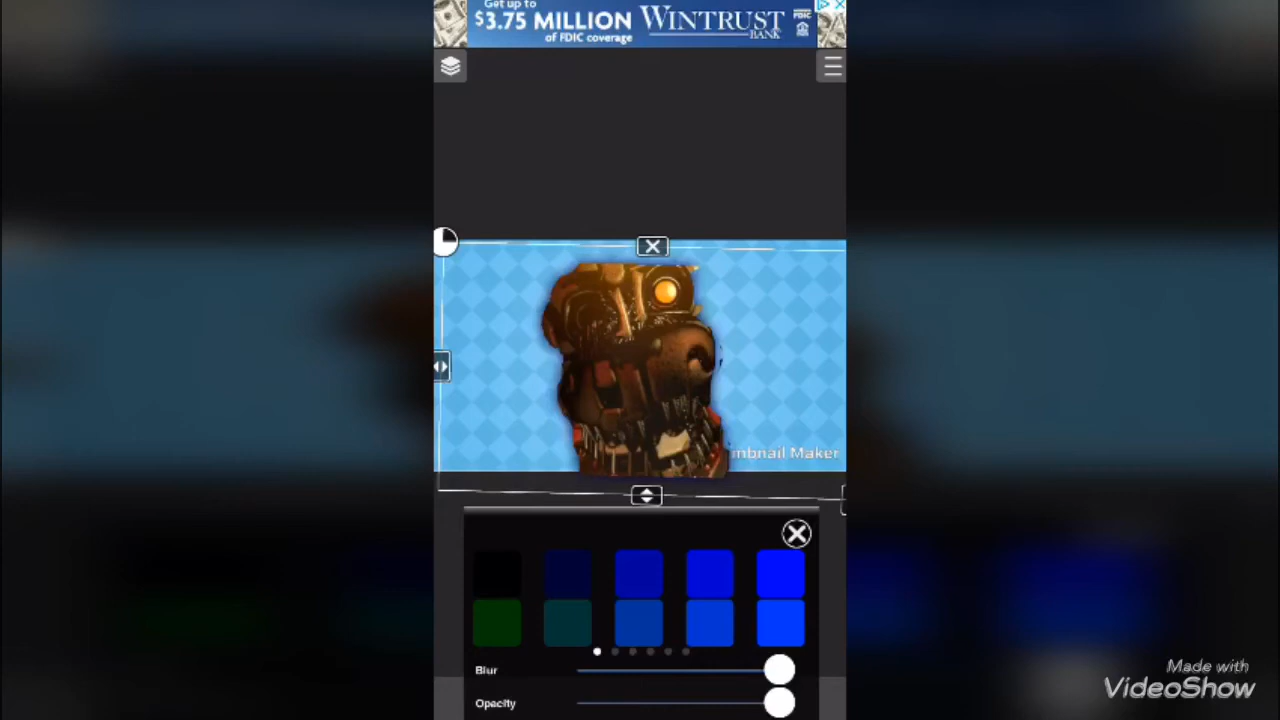 Get up to
$3.75 MILLION
of FDIC coverage
WINTRUST
BANK
FDIC
mbnail Maker
Blur
Opacity
Made with
VideoShow